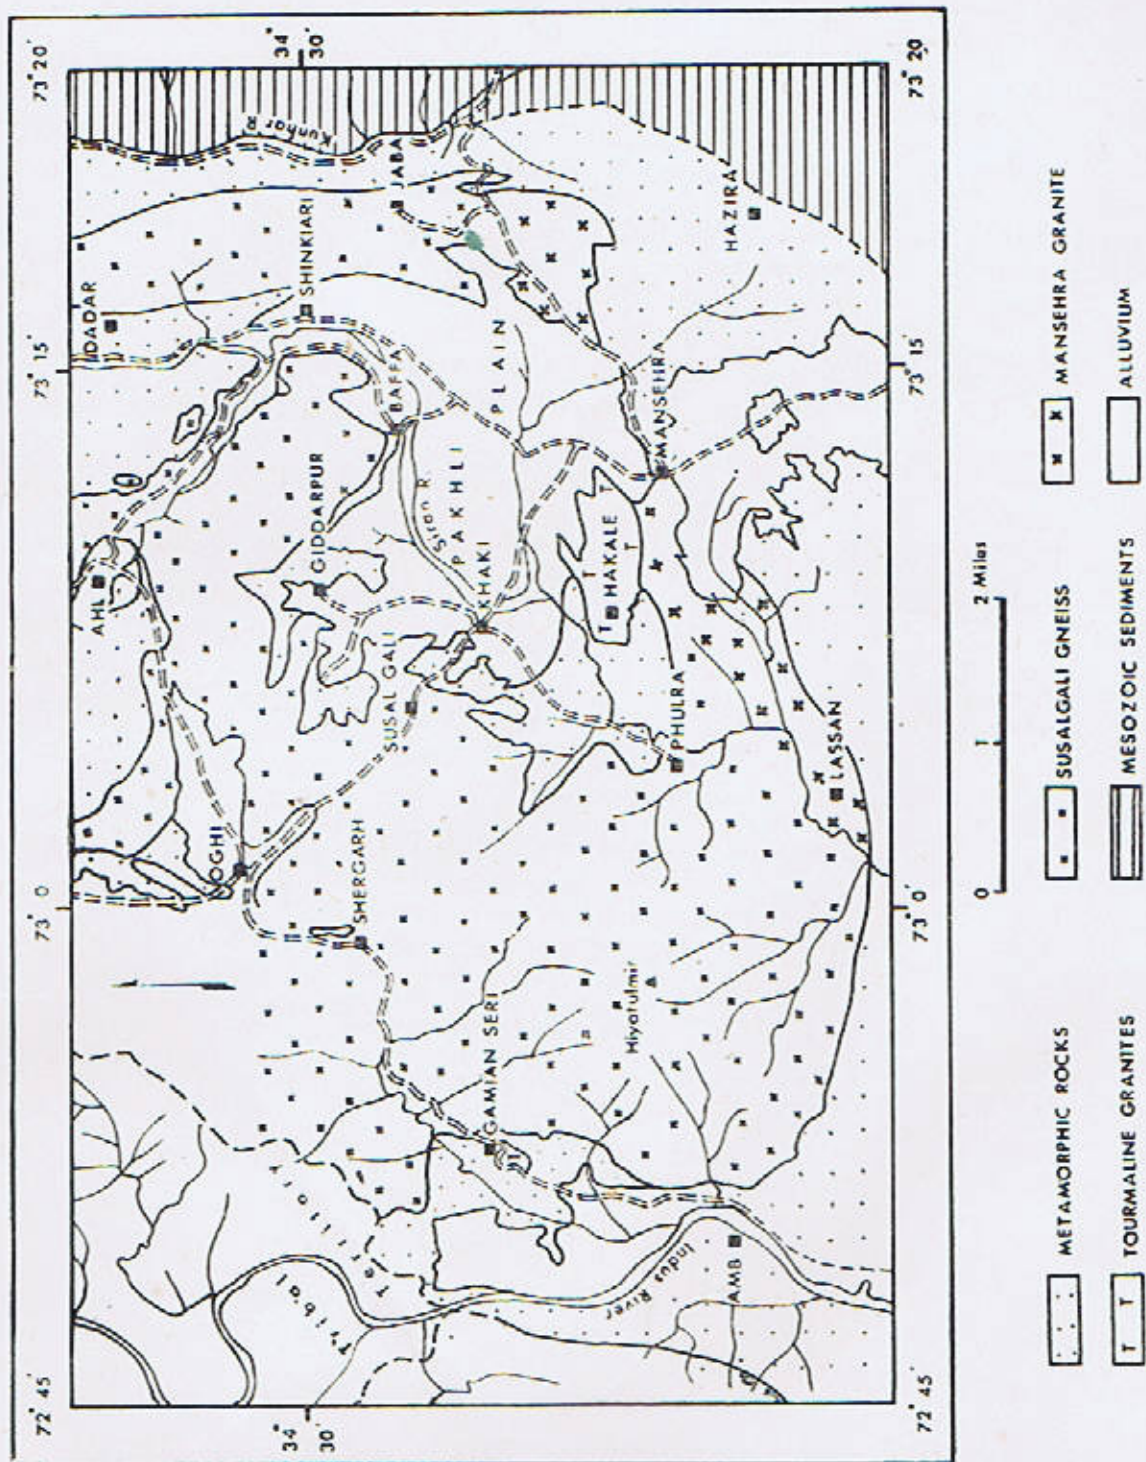 72° 45'
73° 0'
73° 15'
73° 20'
34° 30'
34° 30'
DADAR
AHL
SHINKIARI
Kunhar R.
OGHI
GIDDARPUR
BAFFA
JABA
Tribal Territory
SHERGARH
SUSAL GALI
Siran R.
PAKHLI PLAIN
KHAKI
GAMIAN SERI
T
T
T
T
HAKALE
Hiyatulmir
MANSEHRA
PHULRA
HAZIRA
Indus River
AMB
LASSAN
72° 45'
73° 0'
73° 15'
73° 20'
0 1 2 Miles
METAMORPHIC ROCKS
SUSALGALI GNEISS
MANSEHRA GRANITE
T TOURMALINE GRANITES
MESOZOIC SEDIMENTS
ALLUVIUM